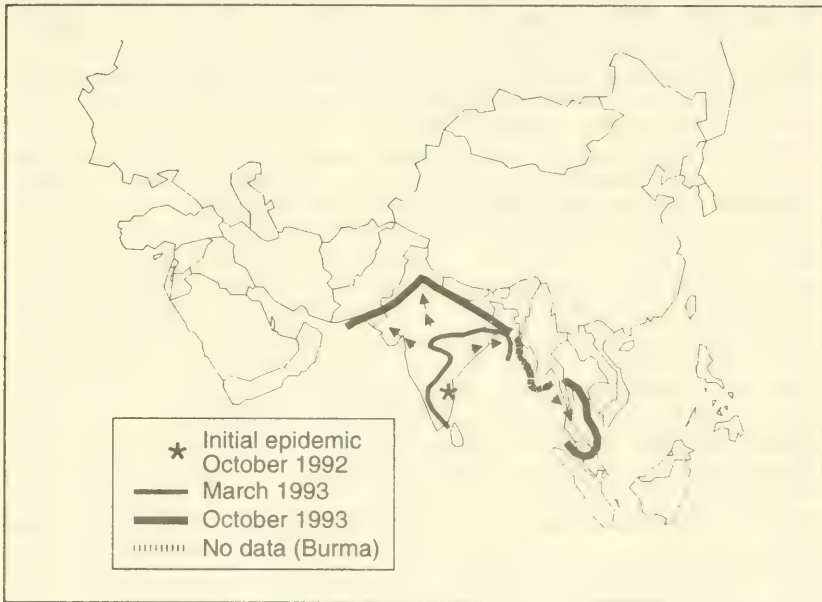 Initial epidemic
October 1992
March 1993
October 1993
No data (Burma)